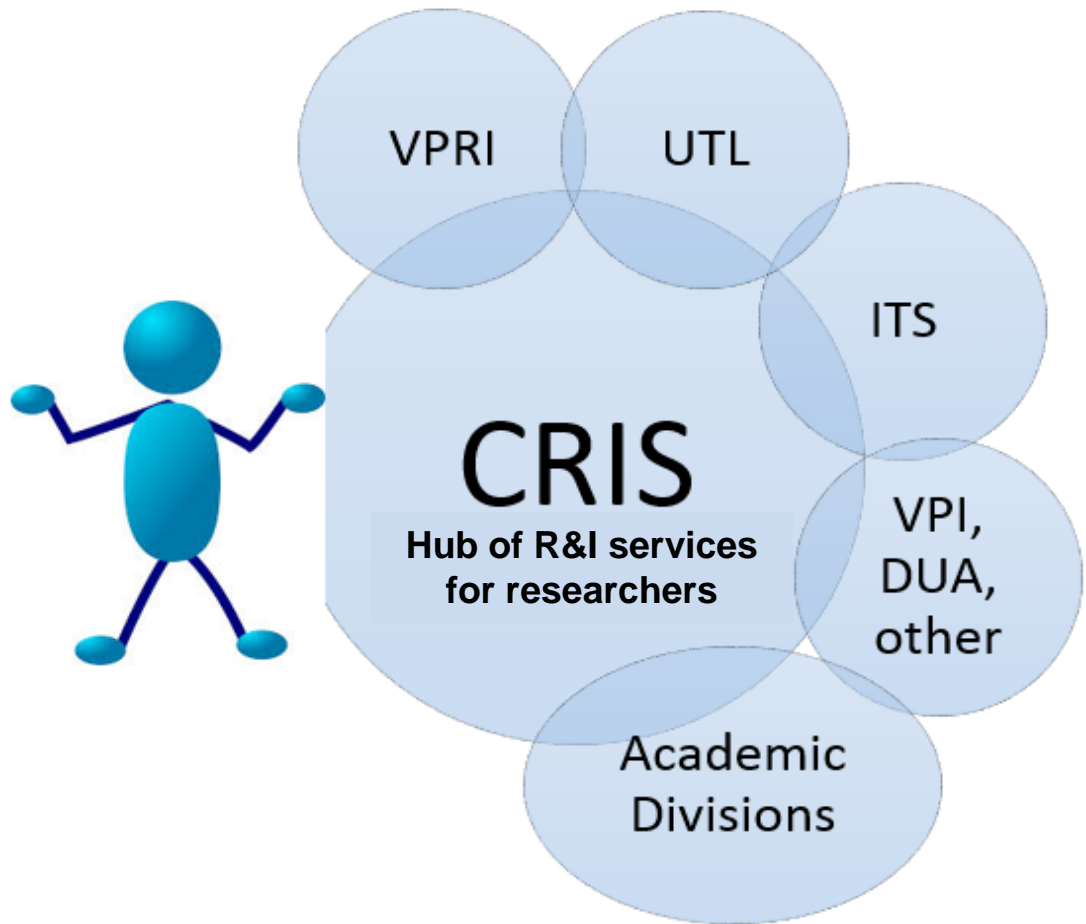 VPRI
UTL
ITS
CRIS
Hub of R&I services
for researchers
VPI,
DUA,
other
Academic
Divisions